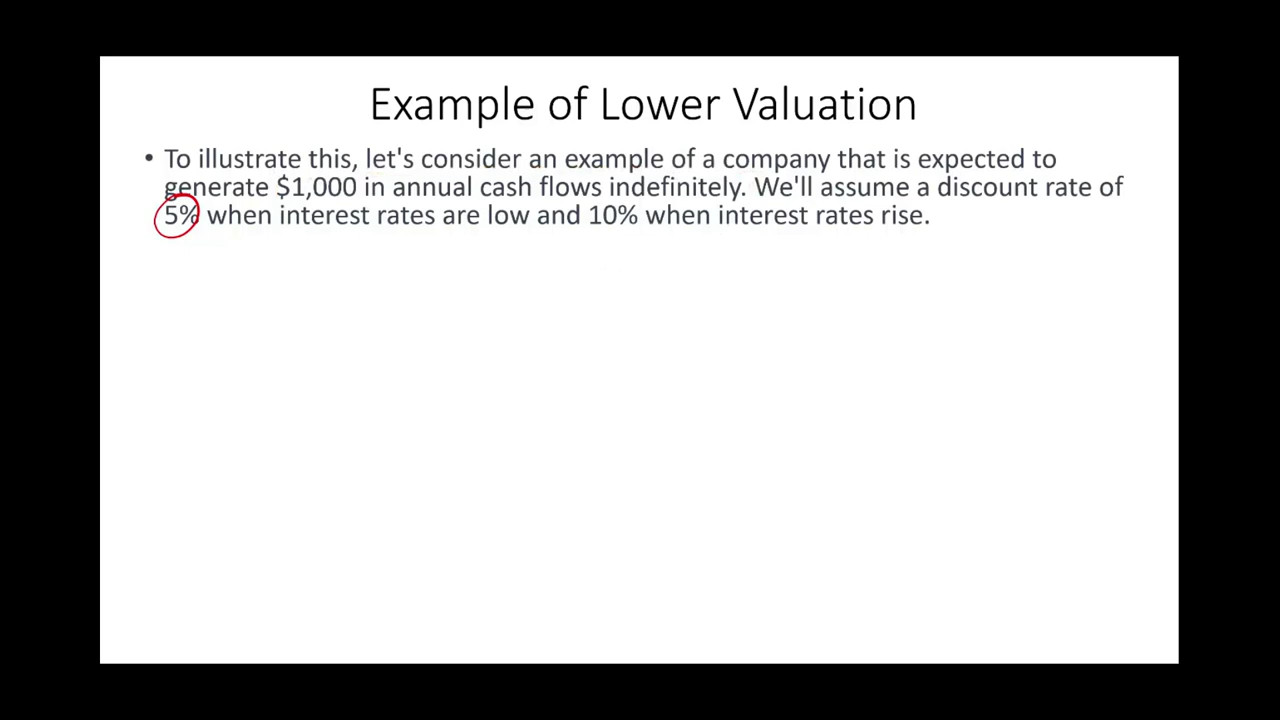 Example of Lower Valuation
• To illustrate this, let's consider an example of a company that is expected to
generate $1,000 in annual cash flows indefinitely. We'll assume a discount rate of
5% when interest rates are low and 10% when interest rates rise.